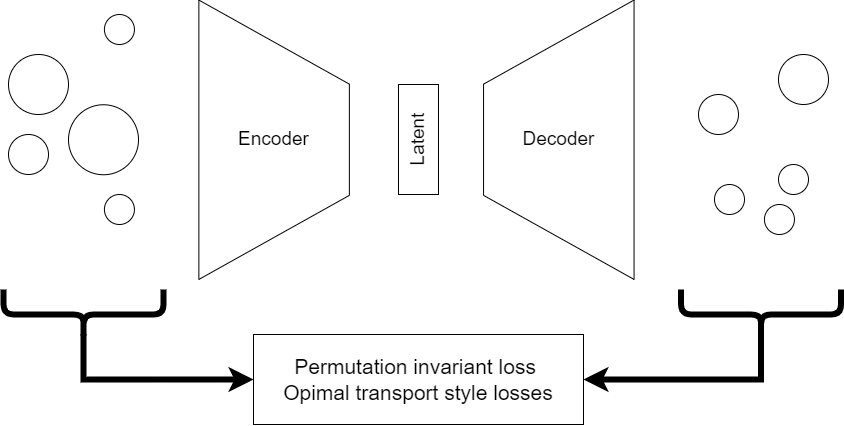 Encoder
Latent
Decoder
Permutation invariant loss
Opimal transport style losses